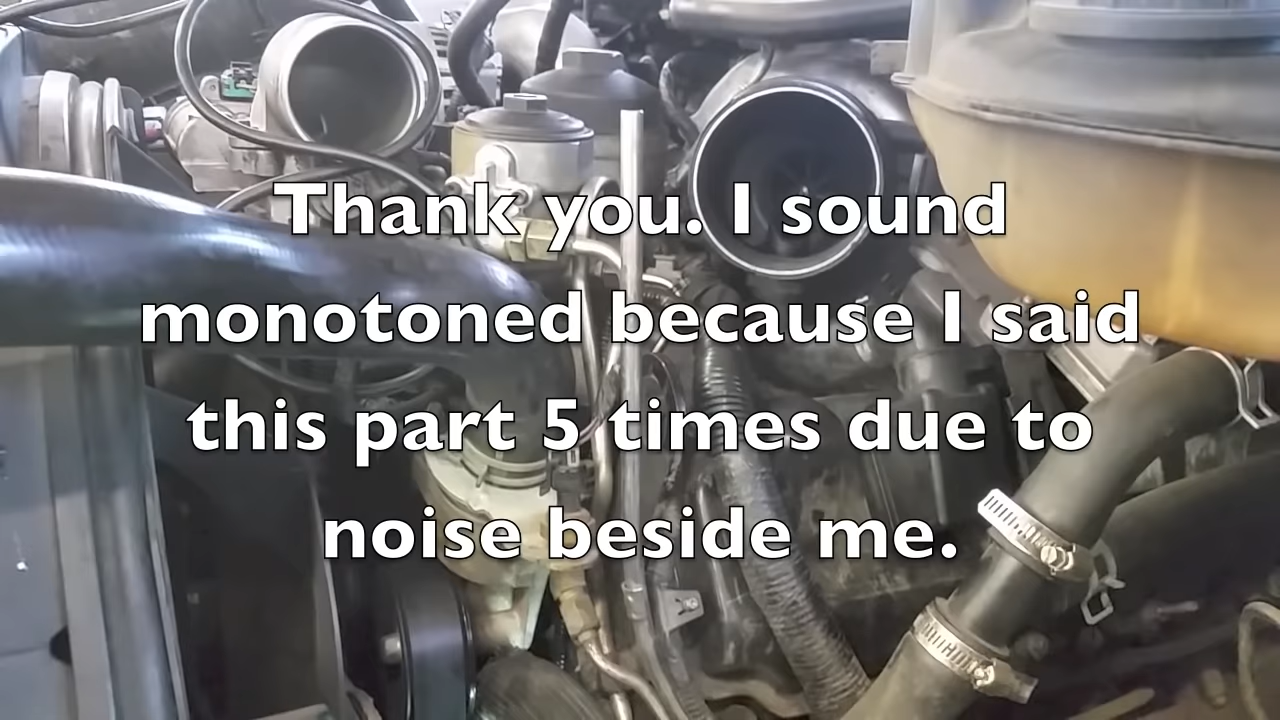 Thank you. I sound
monotoned because I said
this part 5 times due to
noise beside me.